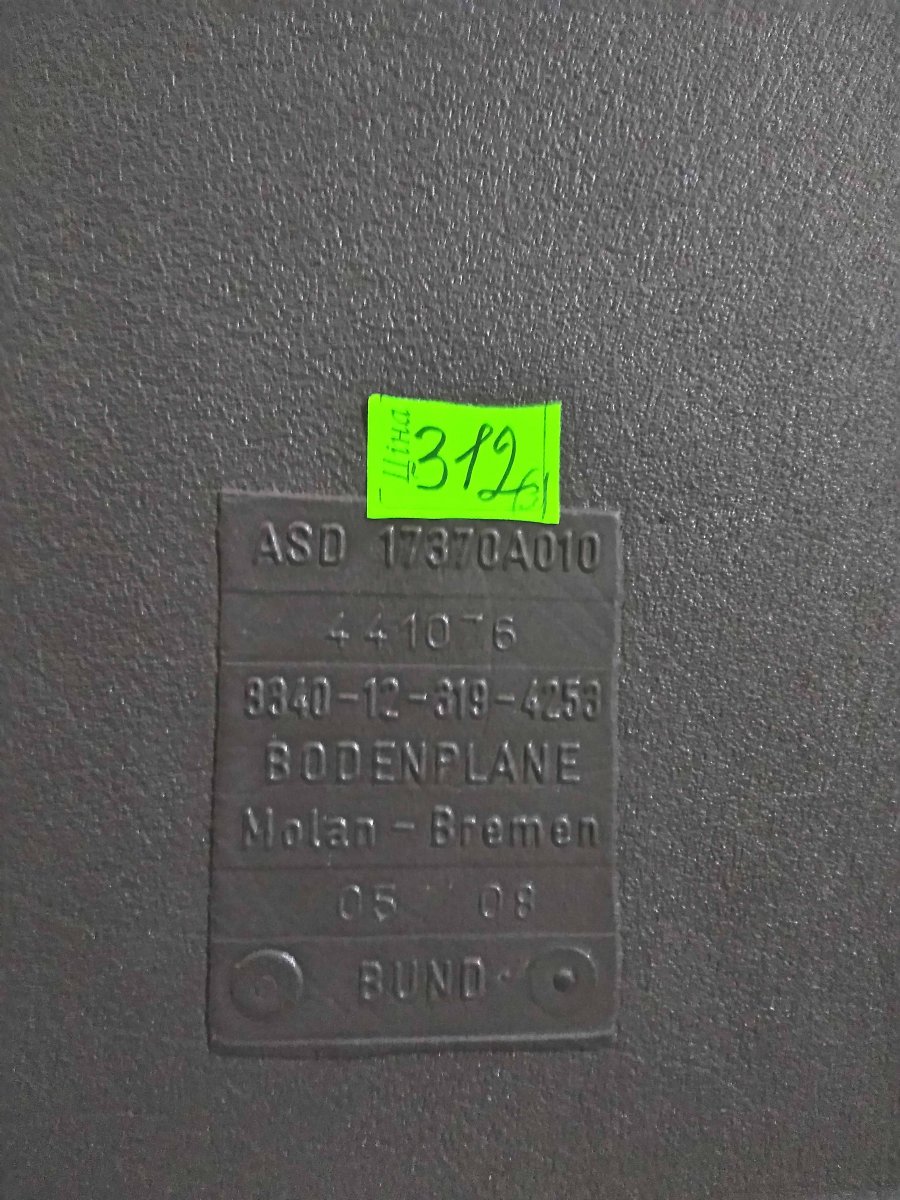 Ціна
312
ASD 17370A010
441076
8340-12-319-4253
BODENPLANE
Molan-Bremen
05 08
BUND